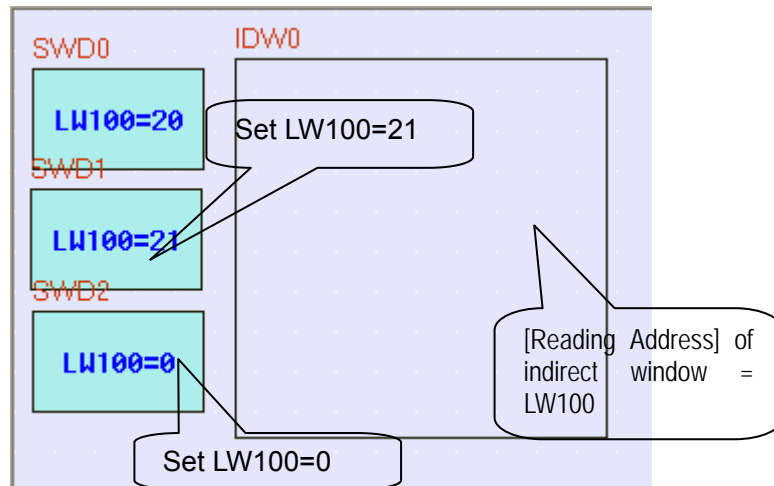 SWD0
IDW0
LW100=20
Set LW100=21
SWD1
LW100=21
SWD2
[Reading Address] of
indirect window =
LW100
LW100=0
Set LW100=0